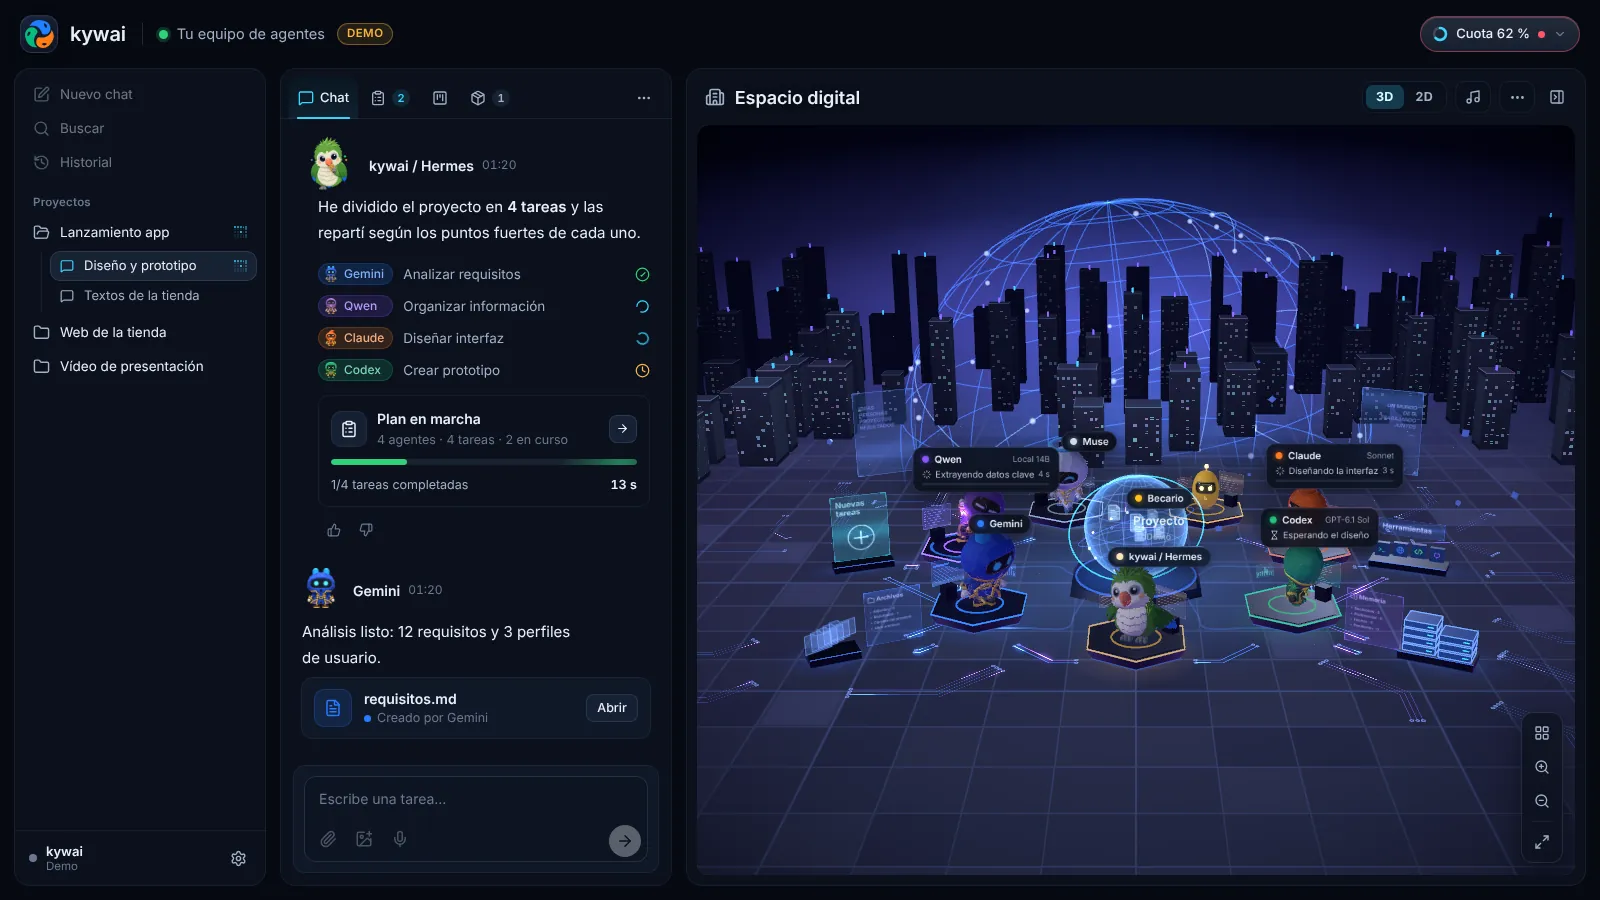 kywai
Tu equipo de agentes
DEMO
Cuota 62 %
Nuevo chat
Buscar
Historial
Proyectos
Lanzamiento app
Diseño y prototipo
Textos de la tienda
Web de la tienda
Vídeo de presentación
kywai
Demo
Chat
2
1
kywai / Hermes 01:20
He dividido el proyecto en 4 tareas y las
repartí según los puntos fuertes de cada uno.
Gemini Analizar requisitos
Qwen Organizar información
Claude Diseñar interfaz
Codex Crear prototipo
Plan en marcha
4 agentes · 4 tareas · 2 en curso
1/4 tareas completadas 13 s
Gemini 01:20
Análisis listo: 12 requisitos y 3 perfiles
de usuario.
requisitos.md
Creado por Gemini
Abrir
Escribe una tarea...
Espacio digital
3D 2D
Muse
Qwen Local 14B
Extrayendo datos clave 4 s
Claude Sonnet
Diseñando la interfaz 3 s
Becario
Proyecto
Gemini
Codex GPT-6.1 Sol
Esperando el diseño
kywai / Hermes
Nuevas
tareas
Herramientas
Archivos
Memoria